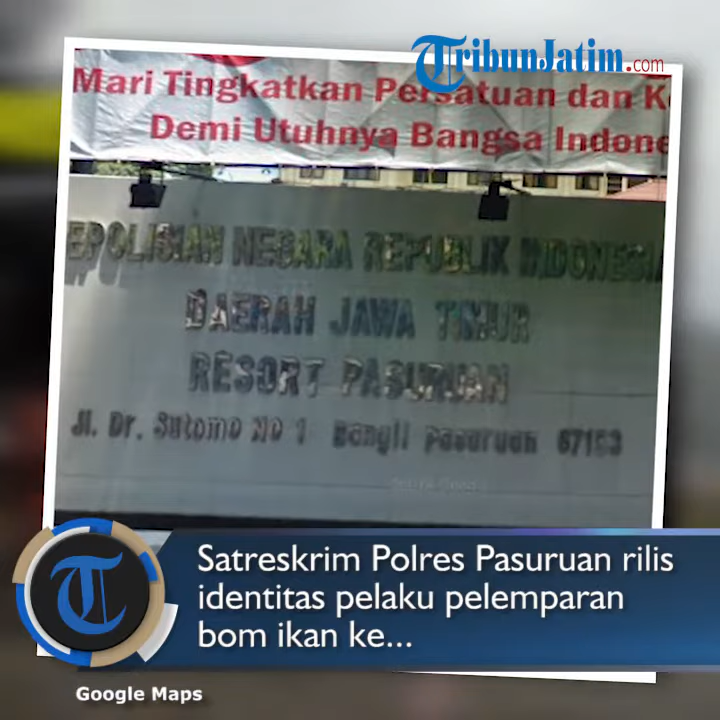 TribunJatim.com
Mari Tingkatkan Persatuan dan K
Demi Utuhnya Bangsa Indone
EPOLISIAN NEGARA REPUBLIK INDONESIA
DAERAH JAWA TIMUR
RESORT PASURUAN
Jl. Dr. Sutomo No 1 Bangil Pasuruan 67153
T
Satreskrim Polres Pasuruan rilis
identitas pelaku pelemparan
bom ikan ke...
Google Maps